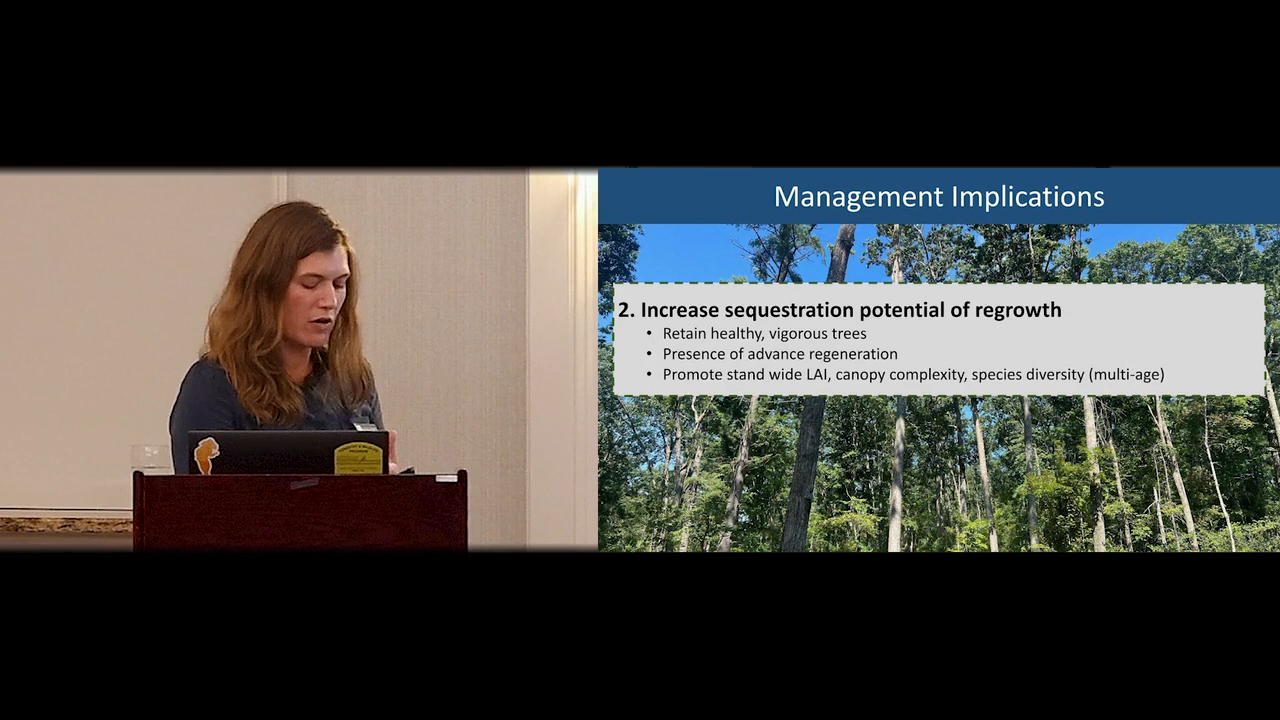 Management Implications
2. Increase sequestration potential of regrowth
• Retain healthy, vigorous trees
• Presence of advance regeneration
• Promote stand wide LAI, canopy complexity, species diversity (multi-age)